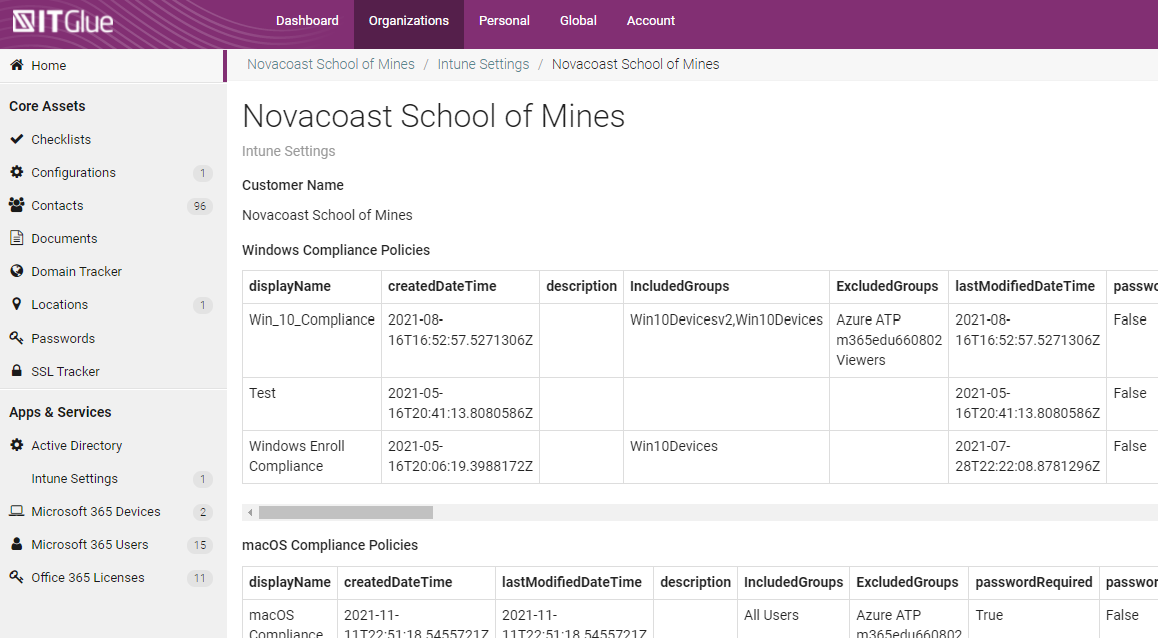 ITGlue
Dashboard Organizations Personal Global Account
Home
Core Assets
Checklists
Configurations 1
Contacts 96
Documents
Domain Tracker
Locations 1
Passwords
SSL Tracker
Apps & Services
Active Directory
Intune Settings 1
Microsoft 365 Devices 2
Microsoft 365 Users 15
Office 365 Licenses 11
Novacoast School of Mines / Intune Settings / Novacoast School of Mines
Novacoast School of Mines
Intune Settings
Customer Name
Novacoast School of Mines
Windows Compliance Policies
displayName createdDateTime description IncludedGroups ExcludedGroups lastModifiedDateTime passwo
Win_10_Compliance 2021-08- Win10Devicesv2,Win10Devices Azure ATP 2021-08- False
16T16:52:57.5271306Z m365edu660802 16T16:52:57.5271306Z
Viewers
Test 2021-05- 2021-05- False
16T20:41:13.8080586Z 16T20:41:13.8080586Z
Windows Enroll 2021-05- Win10Devices 2021-07- False
Compliance 16T20:06:19.3988172Z 28T22:22:08.8781296Z
macOS Compliance Policies
displayName createdDateTime lastModifiedDateTime description IncludedGroups ExcludedGroups passwordRequired passwor
macOS 2021-11- 2021-11- All Users Azure ATP True False
Compliance 11T22:51:18.5455721Z 11T22:51:18.5455721Z m365edu660802